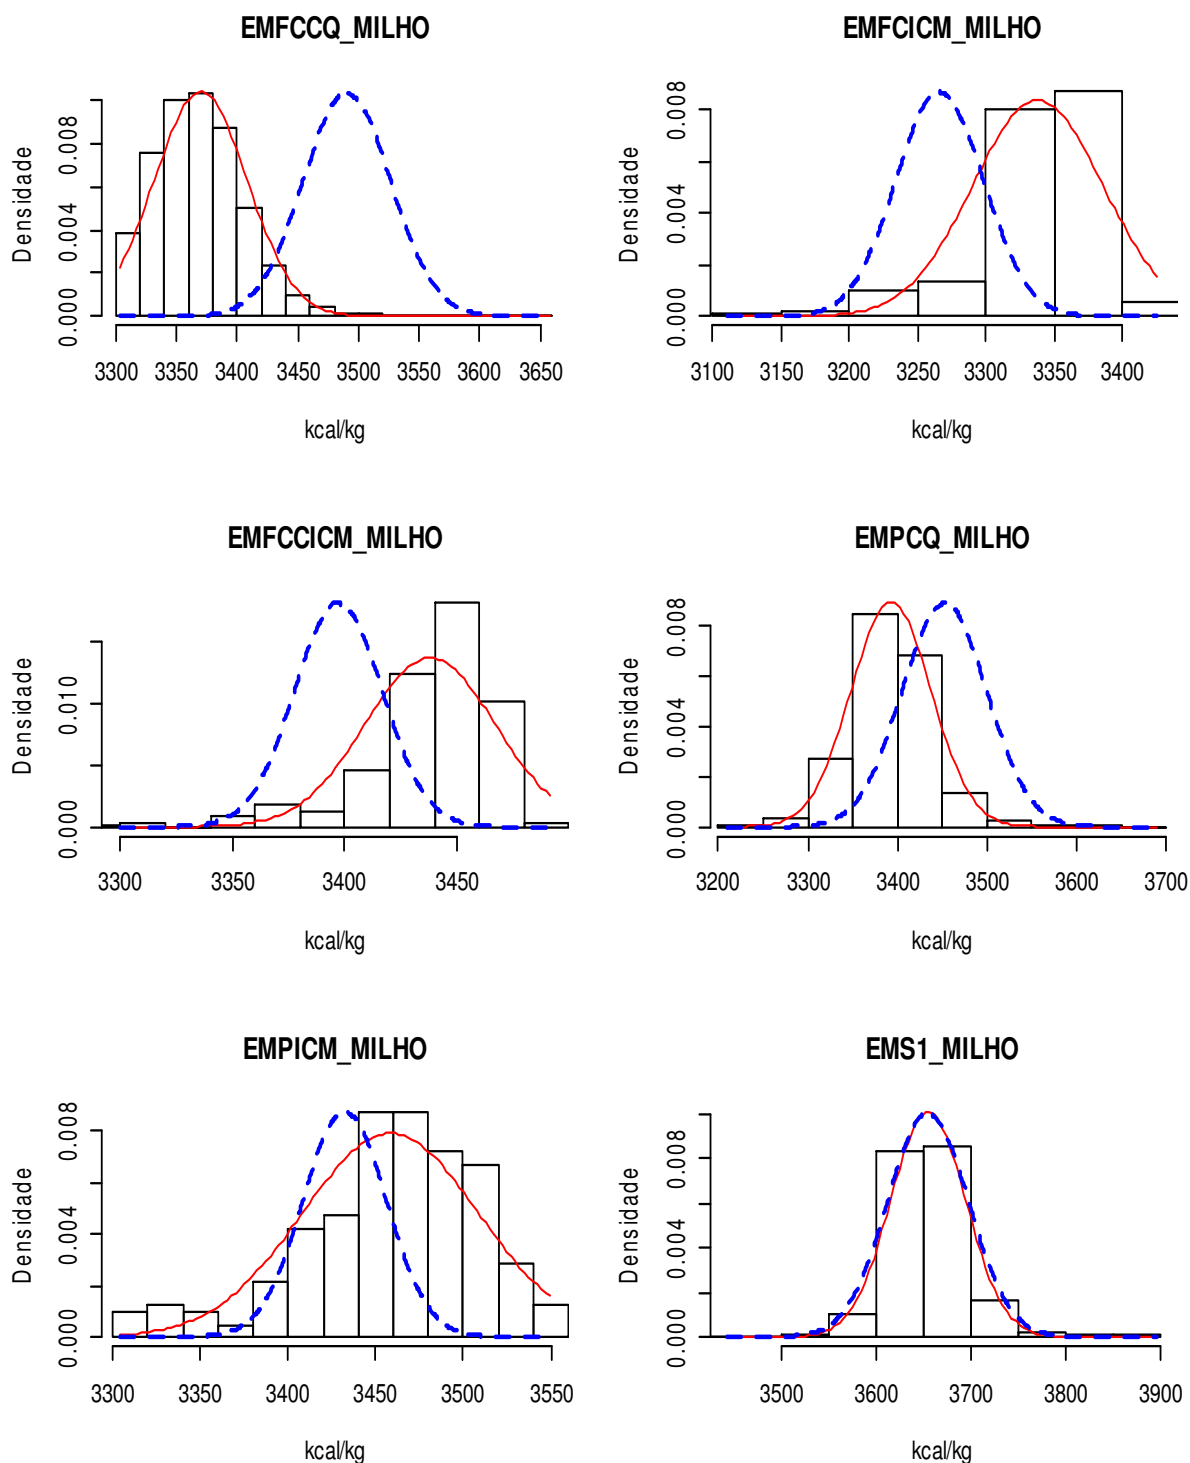 EMFCCQ_MILHO
Densidade
0.000 0.004 0.008
3300 3350 3400 3450 3500 3550 3600 3650
kcal/kg
EMFCICM_MILHO
Densidade
0.000 0.004 0.008
3100 3150 3200 3250 3300 3350 3400
kcal/kg
EMFCCICM_MILHO
Densidade
0.000 0.010
3300 3350 3400 3450
kcal/kg
EMPCQ_MILHO
Densidade
0.000 0.004 0.008
3200 3300 3400 3500 3600 3700
kcal/kg
EMPICM_MILHO
Densidade
0.000 0.004 0.008
3300 3350 3400 3450 3500 3550
kcal/kg
EMS1_MILHO
Densidade
0.000 0.004 0.008
3500 3600 3700 3800 3900
kcal/kg